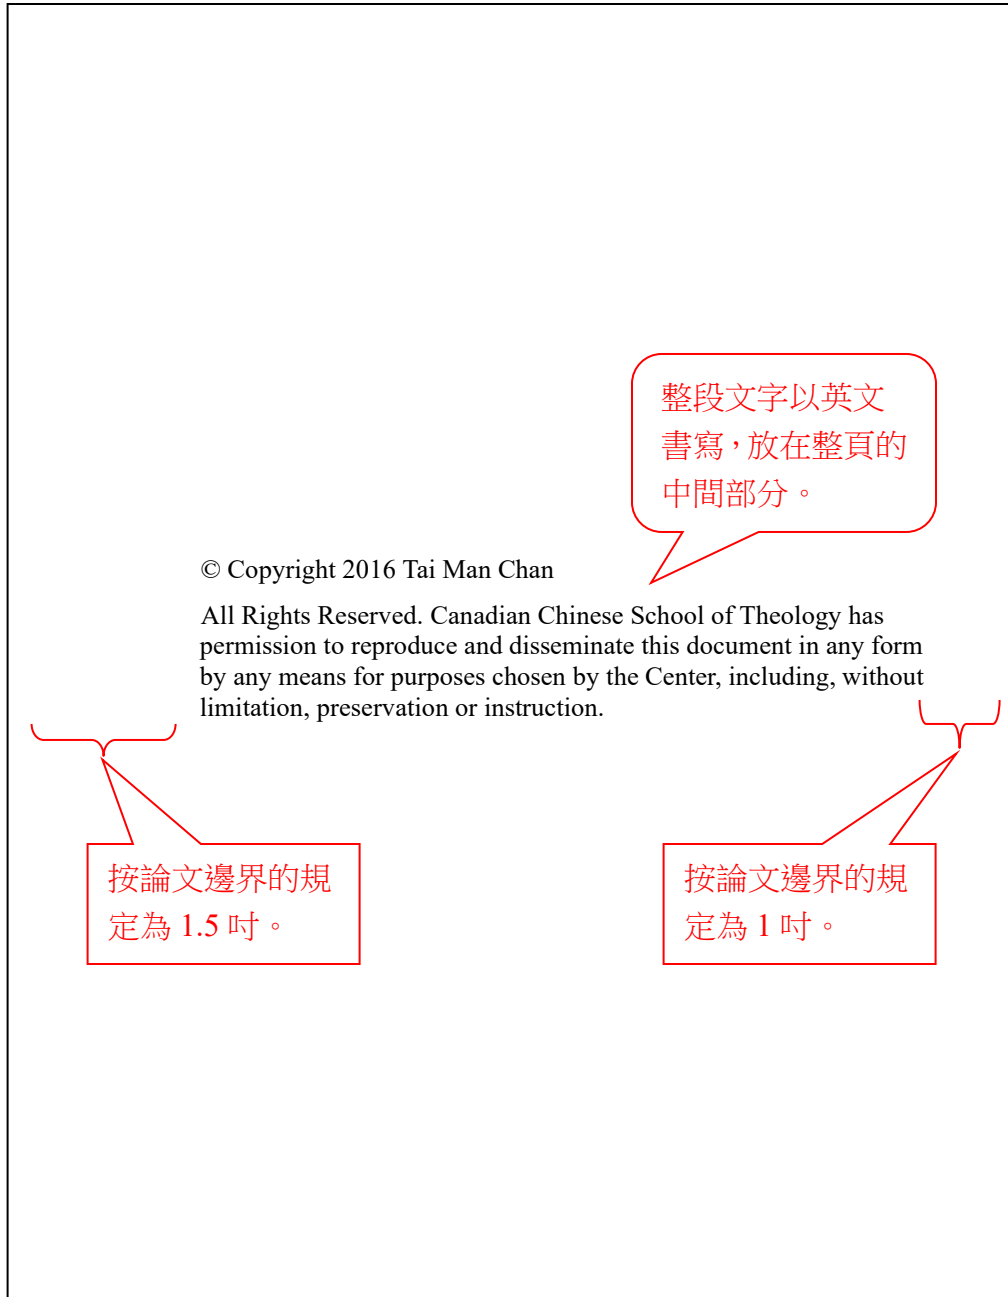 整段文字以英文
書寫，放在整頁的
中間部分。
© Copyright 2016 Tai Man Chan
All Rights Reserved. Canadian Chinese School of Theology has
permission to reproduce and disseminate this document in any form
by any means for purposes chosen by the Center, including, without
limitation, preservation or instruction.
按論文邊界的規
定為 1.5 吋。
按論文邊界的規
定為 1 吋。